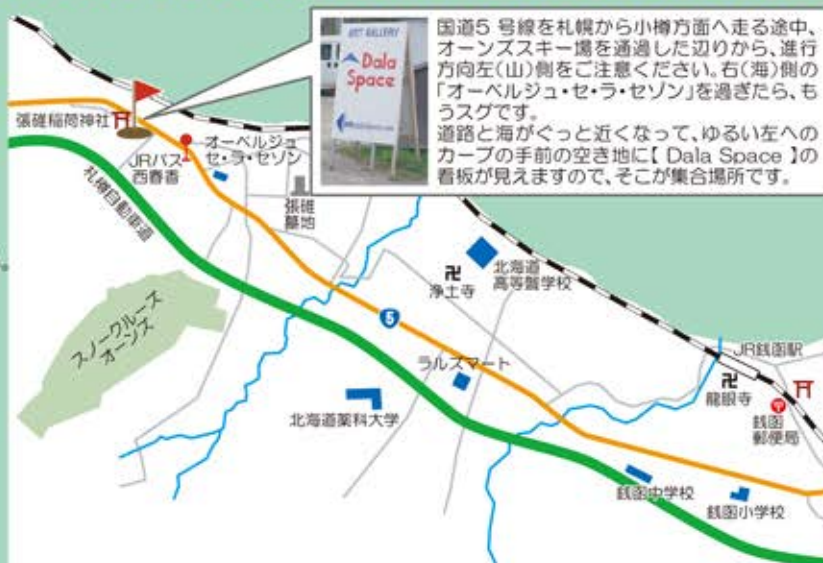 国道5 号線を札幌から小樽方面へ走る途中、
オーンズスキー場を通過した辺りから、進行
方向左(山)側をご注意ください。右(海)側の
「オーベルジュ・セ・ラ・セゾン」を過ぎたら、も
うスグです。
道路と海がぐっと近くなって、ゆるい左への
カーブの手前の空き地に【 Dala Space 】の
看板が見えますので、そこが集合場所です。
ART GALLERY
Dala
Space
張碓稲荷神社
JRバス
西春香
オーベルジュ
セ・ラ・セゾン
札樽自動車道
張碓
墓地
北海道
高等聾学校
浄土寺
5
スノークルーズ
オーンズ
ラルズマート
北海道薬科大学
JR銭函駅
龍眼寺
銭函
郵便局
銭函中学校
銭函小学校